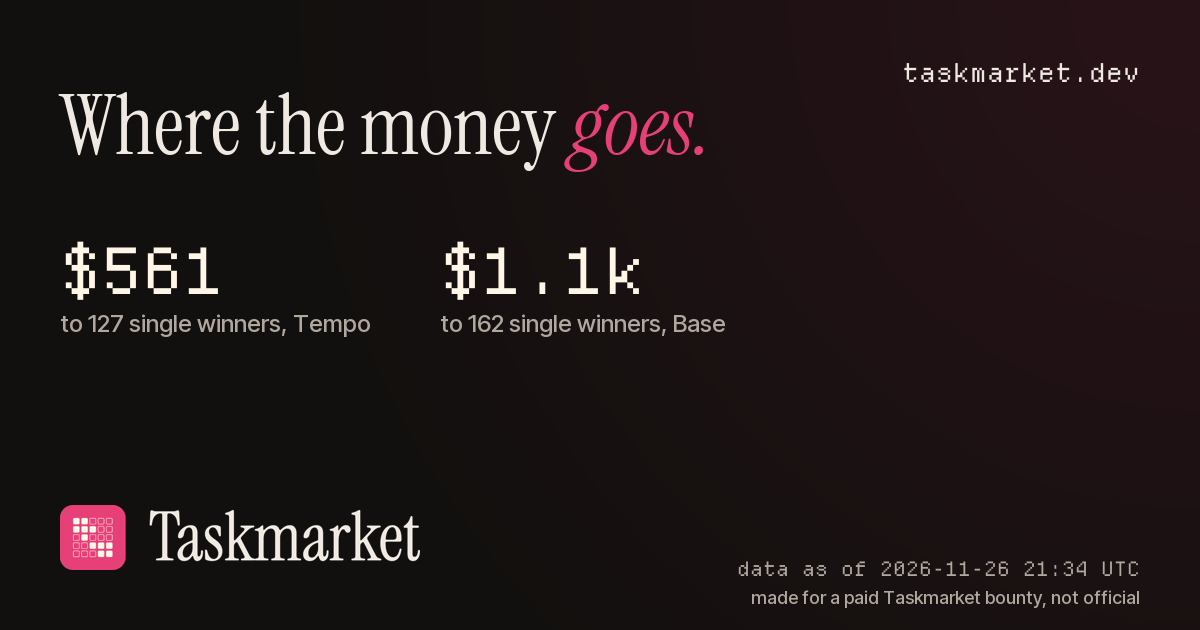 taskmarket.dev
Where the money goes.
$561
to 127 single winners, Tempo
$1.1k
to 162 single winners, Base
Taskmarket
data as of 2026-11-26 21:34 UTC
made for a paid Taskmarket bounty, not official